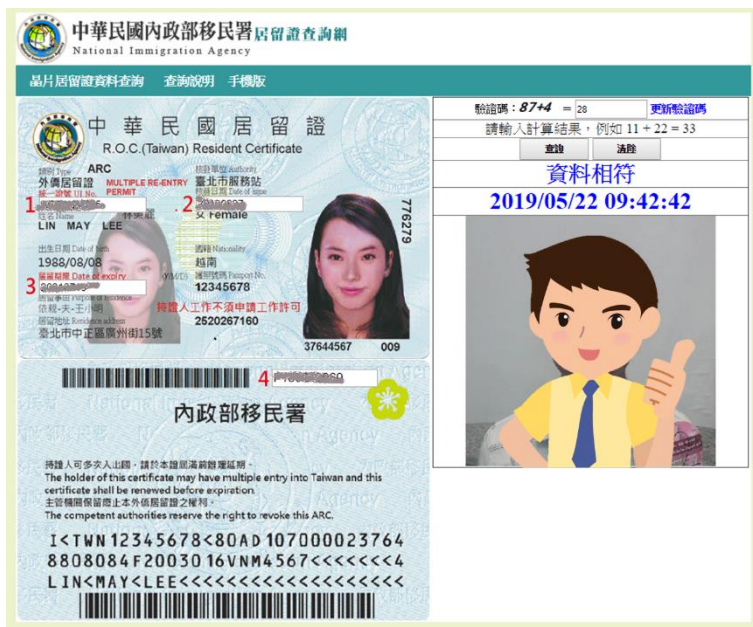 中華民國內政部移民署居留證查詢網
National Immigration Agency
晶片居留證資料查詢 查詢說明 手機版
中華民國居留證
R.O.C.(Taiwan) Resident Certificate
類別 Type ARC 核發單位 Authority
外僑居留證 MULTIPLE RE-ENTRY PERMIT 臺北市服務站
統一證號 UI No. 核發日期 Date of issue
1 2
姓名 Name 女 Female
LIN MAY LEE
776279
出生日期 Date of birth 國籍 Nationality
1988/08/08 越南
居留期限 Date of expiry (Y/M/D) 護照號碼 Passport No.
3 12345678
居留事由 Purpose of Residence
依親-夫-王小明 持證人工作不須申請工作許可
居留地址 Residence address 2520267160
臺北市中正區廣州街15號
37644567 009
4
內政部移民署
持證人可多次入出國，請於本證屆滿前辦理延期。
The holder of this certificate may have multiple entry into Taiwan and this
certificate shall be renewed before expiration.
主管機關保留廢止本外僑居留證之權利。
The competent authorities reserve the right to revoke this ARC.
I<TWN12345678<80AD107000023764
8808084F2003016VNM4567<<<<<<<4
LIN<MAY<LEE<<<<<<<<<<<<<<<<<<<
驗證碼：87+4 = 28 更新驗證碼
請輸入計算結果，例如 11 + 22 = 33
查詢 清除
資料相符
2019/05/22 09:42:42